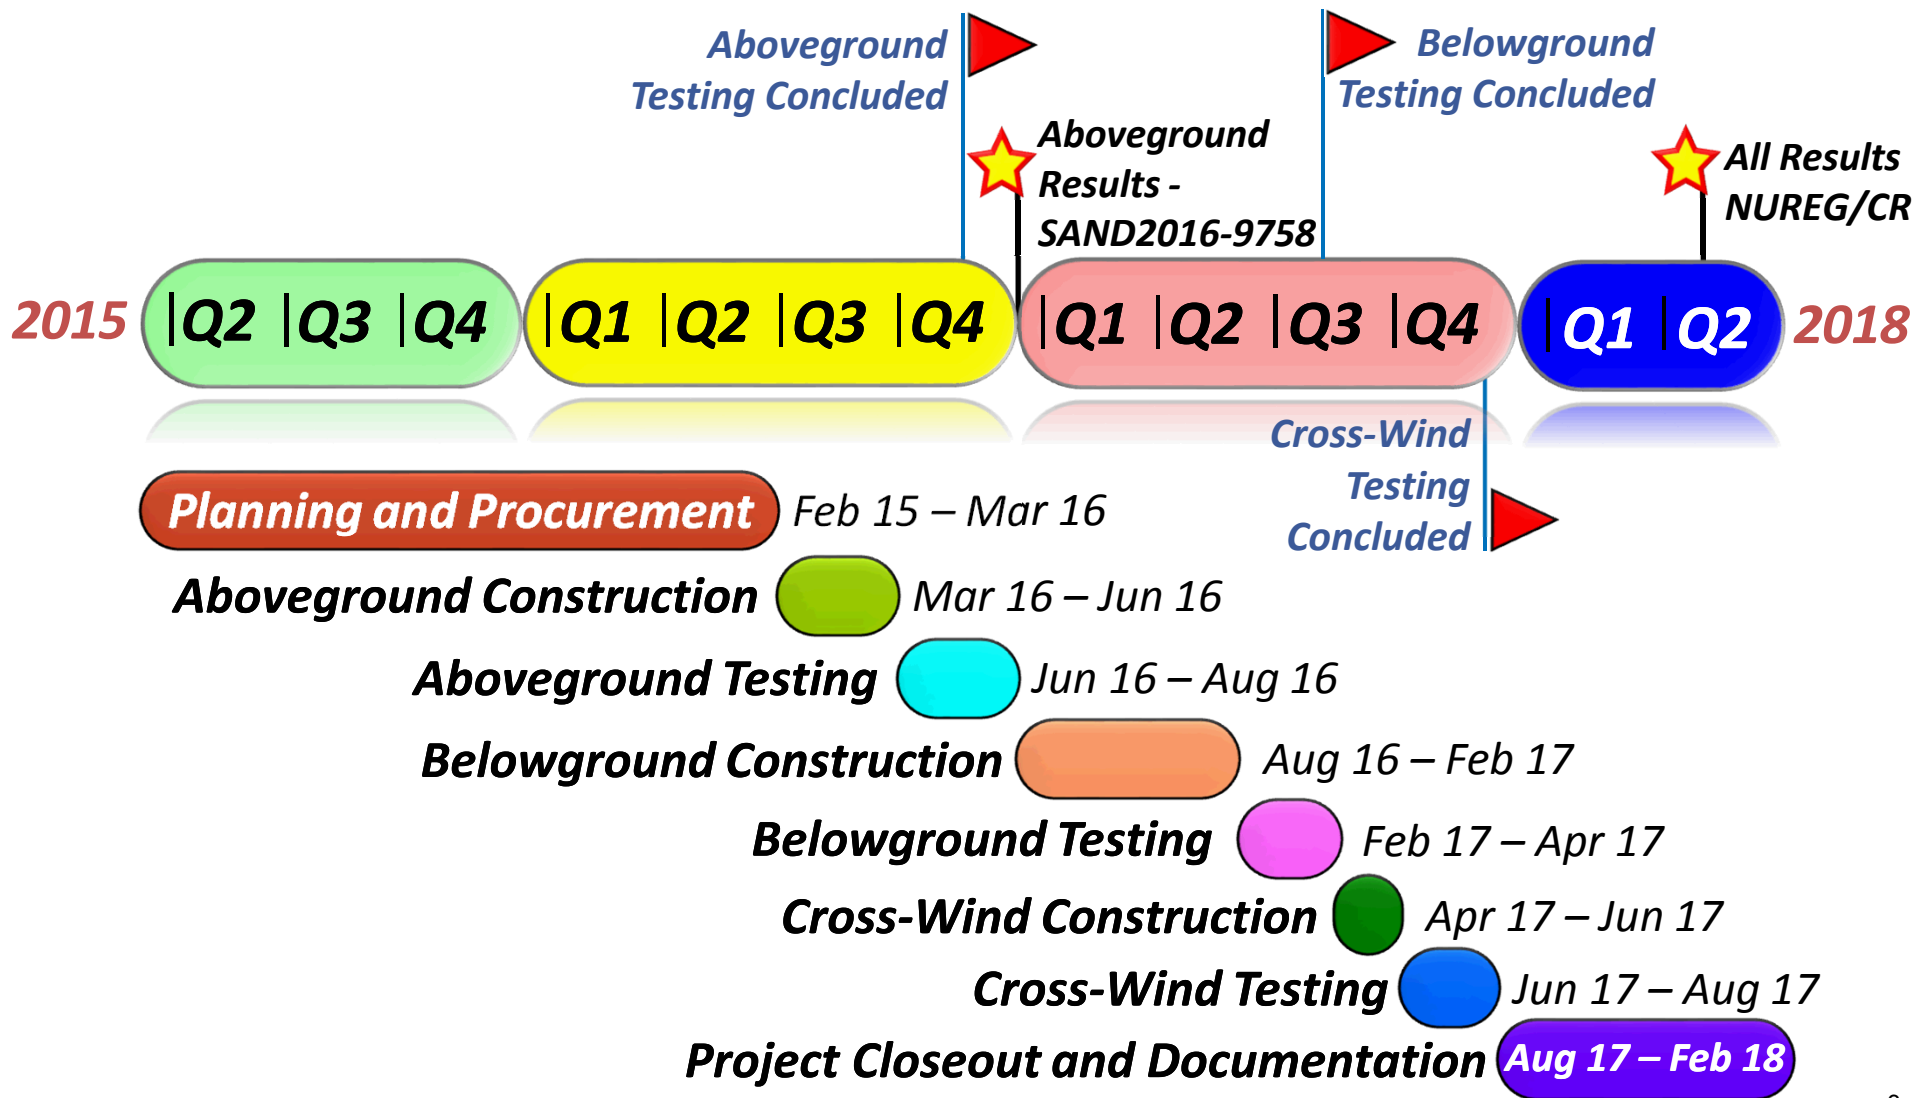 Aboveground
Testing Concluded
Belowground
Testing Concluded
Aboveground
Results -
SAND2016-9758
All Results
NUREG/CR
2015 |Q2 |Q3 |Q4 |Q1 |Q2 |Q3 |Q4 |Q1 |Q2 |Q3 |Q4 |Q1 |Q2 2018
Cross-Wind
Testing
Concluded
Planning and Procurement Feb 15 – Mar 16
Aboveground Construction Mar 16 – Jun 16
Aboveground Testing Jun 16 – Aug 16
Belowground Construction Aug 16 – Feb 17
Belowground Testing Feb 17 – Apr 17
Cross-Wind Construction Apr 17 – Jun 17
Cross-Wind Testing Jun 17 – Aug 17
Project Closeout and Documentation Aug 17 – Feb 18